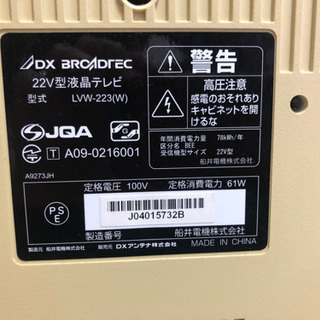 DX BROADTEC
22V型液晶テレビ
型式 LVW-223(W)
JQA
T A09-0216001
A9273JH
警告
高圧注意
感電のおそれあり
キャビネットを開
けるな
年間消費電力量 78kWh/年
区分名 BEE
受信機型サイズ 22V型
船井電機株式会社
定格電圧 100V 定格消費電力 61W
PSE
J04015732B
製造番号 船井電機株式会社
製造元 船井電機株式会社 販売元 DXアンテナ株式会社 MADE IN CHINA